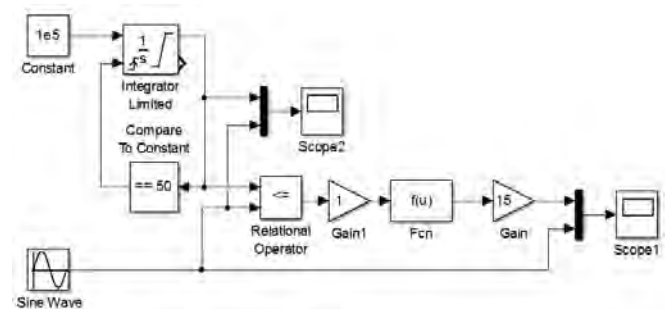 1e5
Constant
1
s
Integrator
Limited
Compare
To Constant
== 50
Scope2
<=
Relational
Operator
1
Gain1
f(u)
Fcn
15
Gain
Scope1
Sine Wave